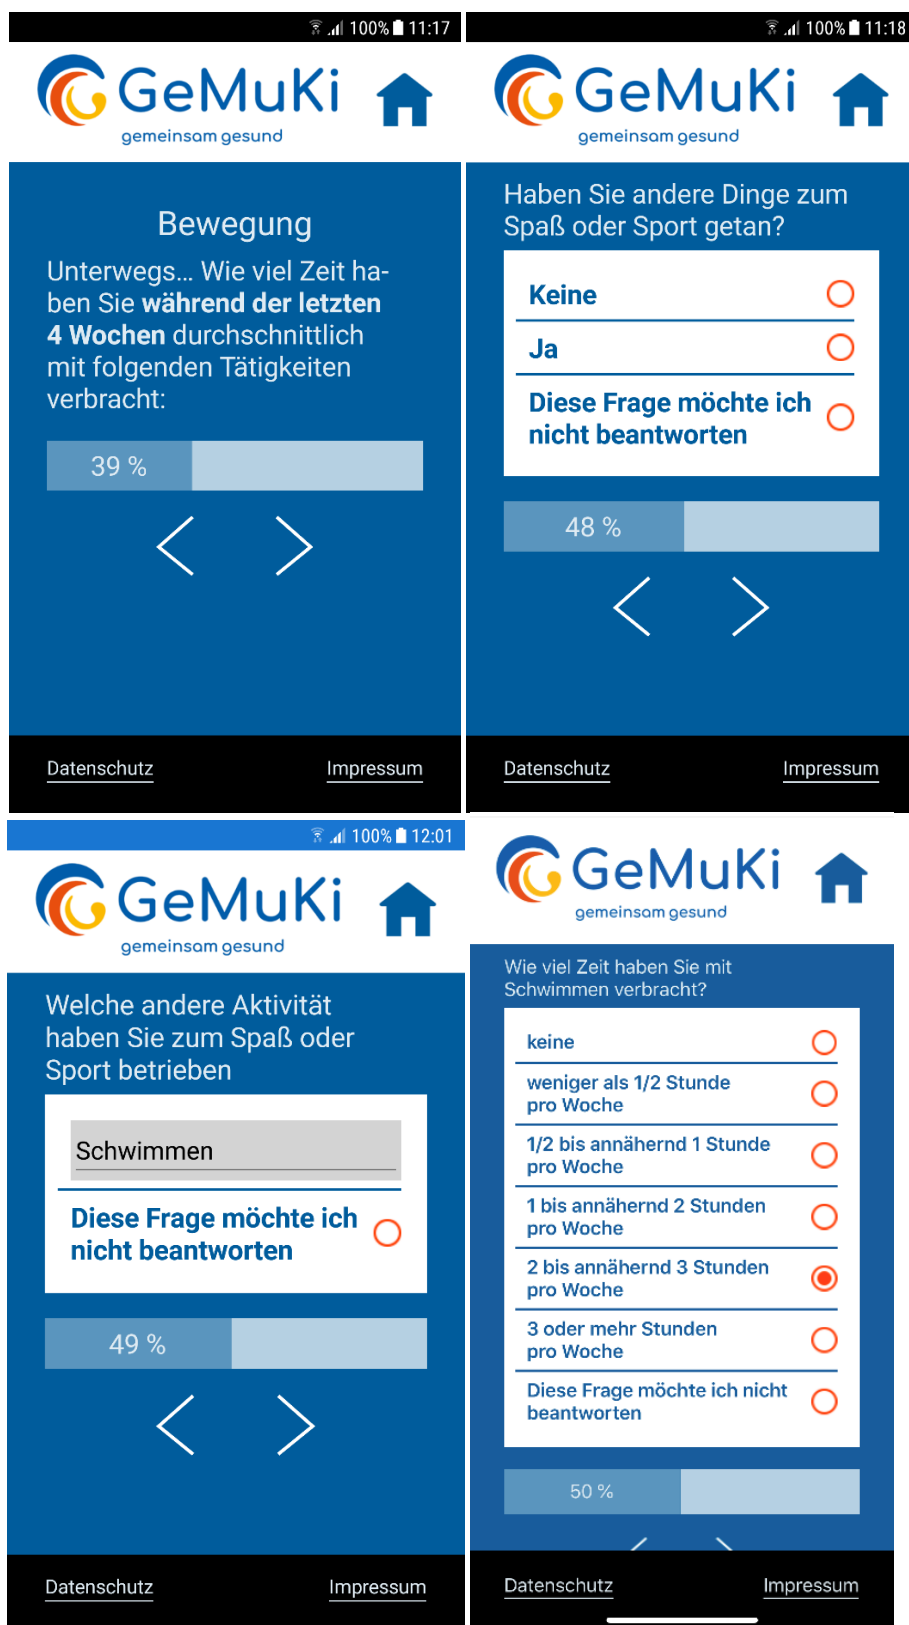 100% 11:17
GeMuKi
gemeinsam gesund
Bewegung
Unterwegs... Wie viel Zeit ha-
ben Sie während der letzten
4 Wochen durchschnittlich
mit folgenden Tätigkeiten
verbracht:
39 %
Datenschutz
Impressum
100% 11:18
GeMuKi
gemeinsam gesund
Haben Sie andere Dinge zum
Spaß oder Sport getan?
Keine
Ja
Diese Frage möchte ich
nicht beantworten
48 %
Datenschutz
Impressum
100% 12:01
GeMuKi
gemeinsam gesund
Welche andere Aktivität
haben Sie zum Spaß oder
Sport betrieben
Schwimmen
Diese Frage möchte ich
nicht beantworten
49 %
Datenschutz
Impressum
GeMuKi
gemeinsam gesund
Wie viel Zeit haben Sie mit
Schwimmen verbracht?
keine
weniger als 1/2 Stunde
pro Woche
1/2 bis annähernd 1 Stunde
pro Woche
1 bis annähernd 2 Stunden
pro Woche
2 bis annähernd 3 Stunden
pro Woche
3 oder mehr Stunden
pro Woche
Diese Frage möchte ich nicht
beantworten
50 %
Datenschutz
Impressum